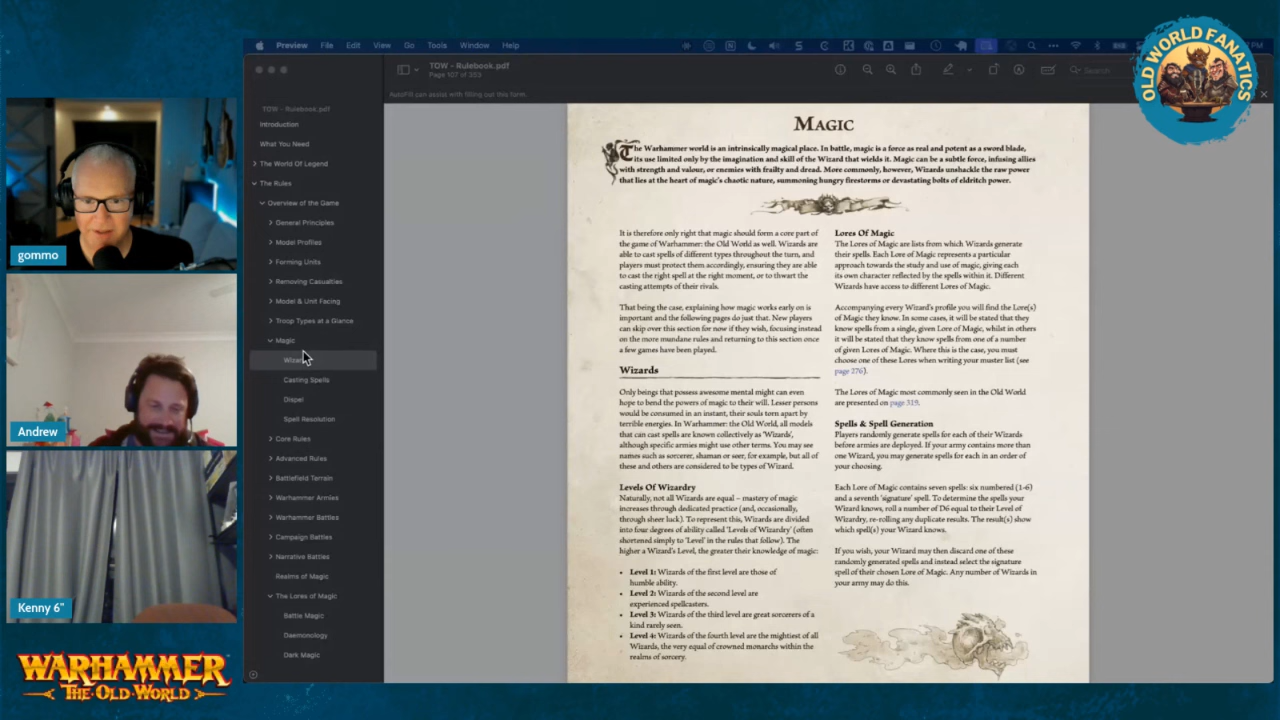 Preview File Edit View Go Tools Window Help
TOW - Rulebook.pdf
Page 107 of 353
Search
AutoFill can assist with filling out this form.
OLD WORLD FANATICS
gommo
Andrew
Kenny 6"
WARHAMMER
THE OLD WORLD
TOW - Rulebook.pdf
Introduction
What You Need
The World Of Legend
The Rules
Overview of the Game
General Principles
Model Profiles
Forming Units
Removing Casualties
Model & Unit Facing
Troop Types at a Glance
Magic
Casting Spells
Dispel
Spell Resolution
Core Rules
Advanced Rules
Battlefield Terrain
Warhammer Armies
Warhammer Battles
Campaign Battles
Narrative Battles
Realms of Magic
The Lores of Magic
Battle Magic
Daemonology
Dark Magic
MAGIC
The Warhammer world is an intrinsically magical place. In battle, magic is a force as real and potent as a sword blade,
its use limited only by the imagination and skill of the Wizard that wields it. Magic can be a subtle force, infusing allies
with strength and valour, or enemies with frailty and dread. More commonly, however, Wizards unshackle the raw power
that lies at the heart of magic's chaotic nature, summoning hungry firestorms or devastating bolts of eldritch power.
It is therefore only right that magic should form a core part of
the game of Warhammer: the Old World as well. Wizards are
able to cast spells of different types throughout the turn, and
players must protect them accordingly, ensuring they are able
to cast the right spell at the right moment, or to thwart the
casting attempts of their rivals.
That being the case, explaining how magic works early on is
important and the following pages do just that. New players
can skip over this section for now if they wish, focusing instead
on the more mundane rules and returning to this section once
a few games have been played.
Wizards
Only beings that possess awesome mental might can even
hope to bend the powers of magic to their will. Lesser persons
would be consumed in an instant, their souls torn apart by
terrible energies. In Warhammer: the Old World, all models
that can cast spells are known collectively as 'Wizards',
although specific armies might use other terms. You may see
names such as sorcerer, shaman or seer, for example, but all of
these and others are considered to be types of Wizard.
Levels Of Wizardry
Naturally, not all Wizards are equal – mastery of magic
increases through dedicated practice (and, occasionally,
through sheer luck). To represent this, Wizards are divided
into four degrees of ability called 'Levels of Wizardry' (often
shortened simply to 'Level' in the rules that follow). The
higher a Wizard's Level, the greater their knowledge of magic:
• Level 1: Wizards of the first level are those of
humble ability.
• Level 2: Wizards of the second level are
experienced spellcasters.
• Level 3: Wizards of the third level are great sorcerers of a
kind rarely seen.
• Level 4: Wizards of the fourth level are the mightiest of all
Wizards, the very equal of crowned monarchs within the
realms of sorcery.
Lores Of Magic
The Lores of Magic are lists from which Wizards generate
their spells. Each Lore of Magic represents a particular
approach towards the study and use of magic, giving each
its own character reflected by the spells within it. Different
Wizards have access to different Lores of Magic.
Accompanying every Wizard's profile you will find the Lore(s)
of Magic they know. In some cases, it will be stated that they
know spells from a single, given Lore of Magic, whilst in others
it will be stated that they know spells from one of a number
of given Lores of Magic. Where this is the case, you must
choose one of these Lores when writing your muster list (see
page 276).
The Lores of Magic most commonly seen in the Old World
are presented on page 319.
Spells & Spell Generation
Players randomly generate spells for each of their Wizards
before armies are deployed. If your army contains more than
one Wizard, you may generate spells for each in an order of
your choosing.
Each Lore of Magic contains seven spells: six numbered (1-6)
and a seventh 'signature' spell. To determine the spells your
Wizard knows, roll a number of D6 equal to their Level of
Wizardry, re-rolling any duplicate results. The result(s) show
which spell(s) your Wizard knows.
If you wish, your Wizard may then discard one of these
randomly generated spells and instead select the signature
spell of their chosen Lore of Magic. Any number of Wizards in
your army may do this.